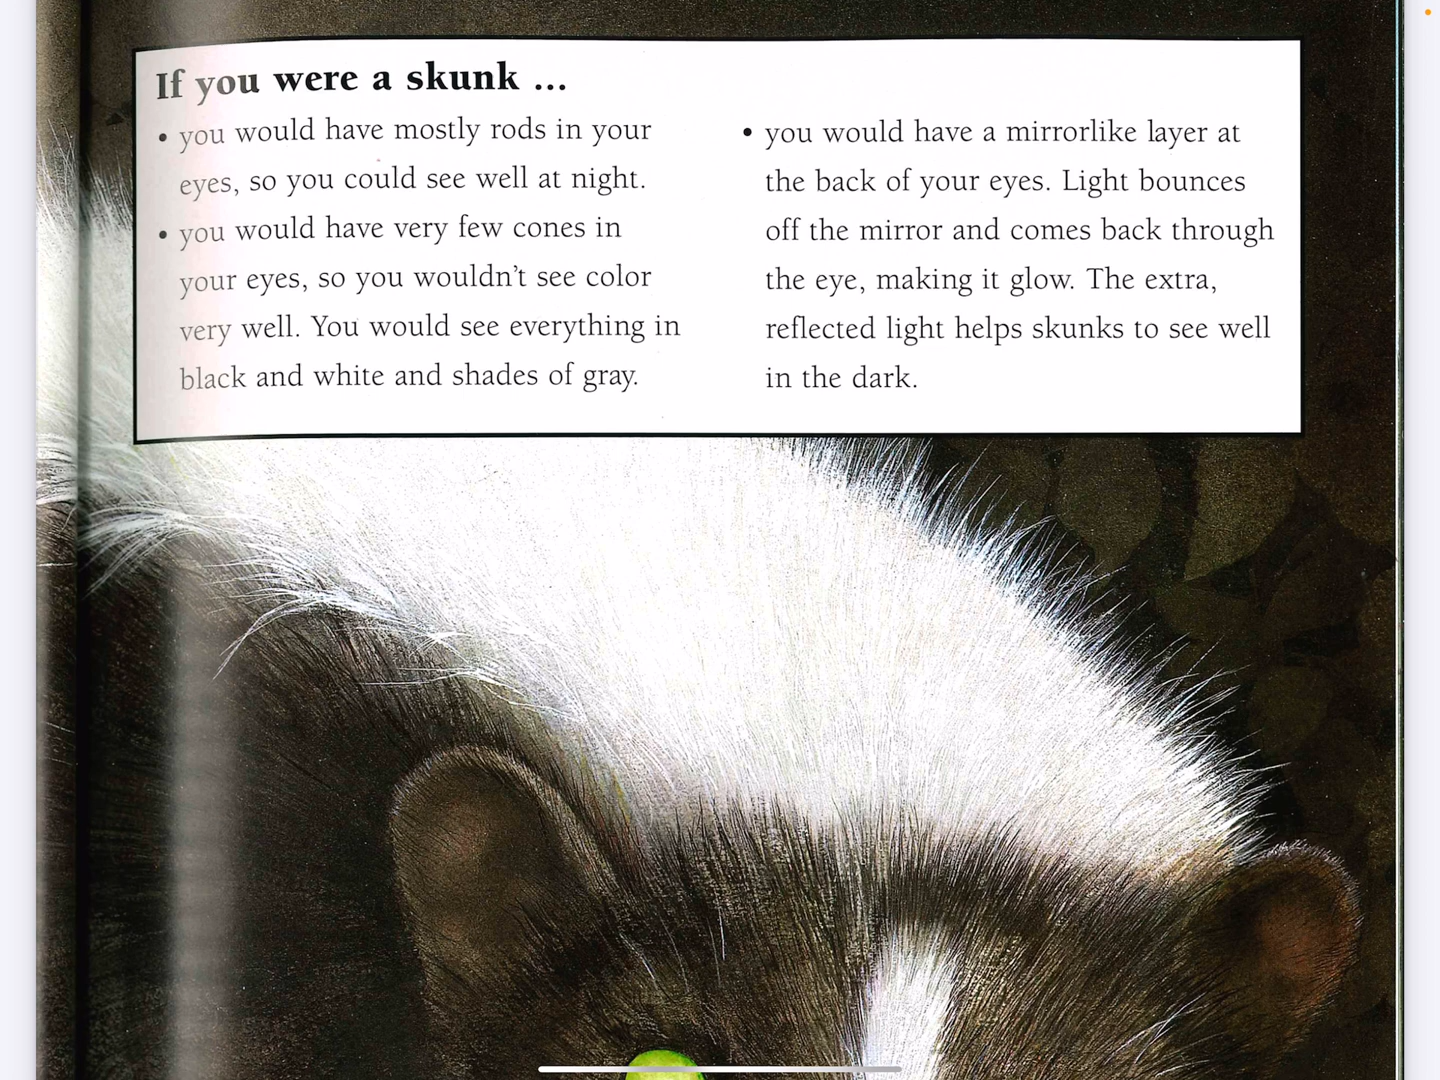 If you were a skunk ...
• you would have mostly rods in your
eyes, so you could see well at night.
• you would have very few cones in
your eyes, so you wouldn’t see color
very well. You would see everything in
black and white and shades of gray.
• you would have a mirrorlike layer at
the back of your eyes. Light bounces
off the mirror and comes back through
the eye, making it glow. The extra,
reflected light helps skunks to see well
in the dark.